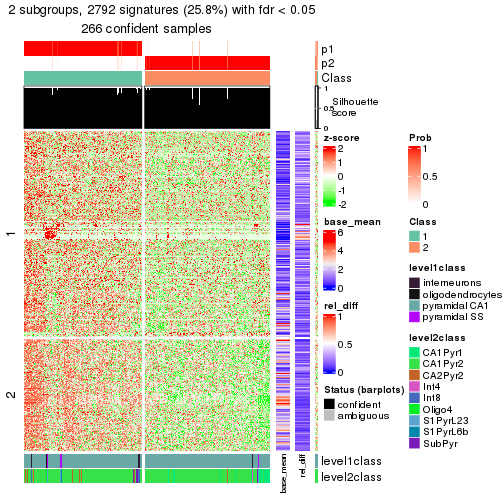 2 subgroups, 2792 signatures (25.8%) with fdr < 0.05
266 confident samples
p1
p2
Class
1
0.5
0
Silhouette
score
1
2
z-score
2
1
0
-1
-2
base_mean
6
4
2
0
rel_diff
1
0.5
0
Status (barplots)
confident
ambiguous
Prob
1
0.5
0
Class
1
2
level1class
interneurons
oligodendrocytes
pyramidal CA1
pyramidal SS
level2class
CA1Pyr1
CA1Pyr2
CA2Pyr2
Int4
Int8
Oligo4
S1PyrL23
S1PyrL6b
SubPyr
level1class
level2class
base_mean
rel_diff